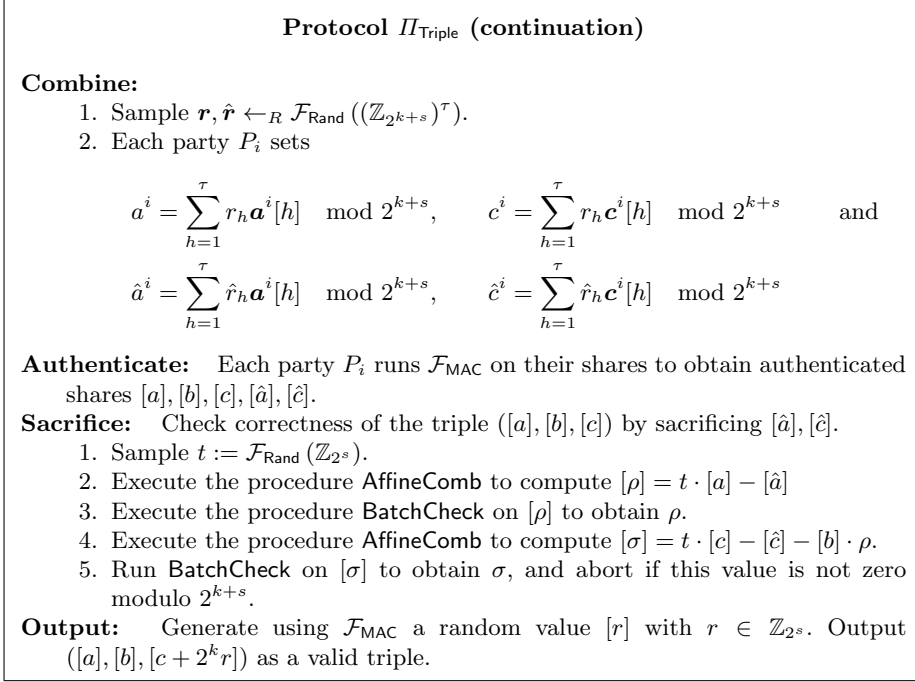 Protocol Π_Triple (continuation)
Combine:
1. Sample r, r̂ ←_R F_Rand ((ℤ_{2^{k+s}})^τ).
2. Each party P_i sets
a^i = ∑_{h=1}^{τ} r_h a^i[h] mod 2^{k+s}, c^i = ∑_{h=1}^{τ} r_h c^i[h] mod 2^{k+s} and
â^i = ∑_{h=1}^{τ} r̂_h a^i[h] mod 2^{k+s}, ĉ^i = ∑_{h=1}^{τ} r̂_h c^i[h] mod 2^{k+s}
Authenticate: Each party P_i runs F_MAC on their shares to obtain authenticated
shares [a], [b], [c], [â], [ĉ].
Sacrifice: Check correctness of the triple ([a], [b], [c]) by sacrificing [â], [ĉ].
1. Sample t := F_Rand (ℤ_{2^s}).
2. Execute the procedure AffineComb to compute [ρ] = t · [a] − [â]
3. Execute the procedure BatchCheck on [ρ] to obtain ρ.
4. Execute the procedure AffineComb to compute [σ] = t · [c] − [ĉ] − [b] · ρ.
5. Run BatchCheck on [σ] to obtain σ, and abort if this value is not zero
modulo 2^{k+s}.
Output: Generate using F_MAC a random value [r] with r ∈ ℤ_{2^s}. Output
([a], [b], [c + 2^k r]) as a valid triple.